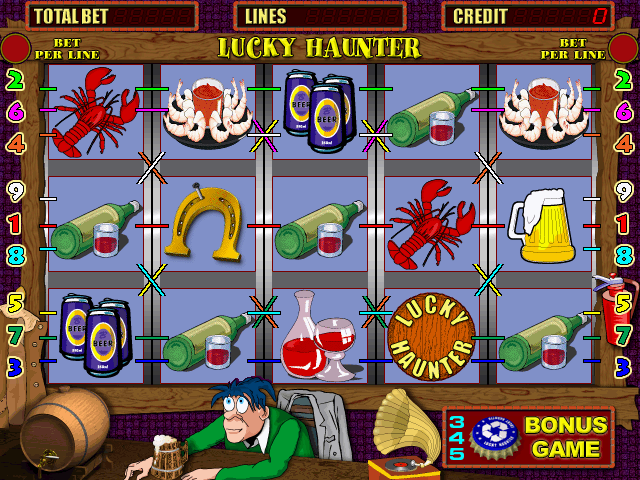 TOTAL BET
LINES
CREDIT 0
BET PER LINE
LUCKY HAUNTER
BET PER LINE
2
2
6
6
4
4
9
9
1
1
8
8
5
5
7
7
3
3
BEER
BEER
BEER
BEER
LUCKY HAUNTER
3
4
5
BONUS GAME